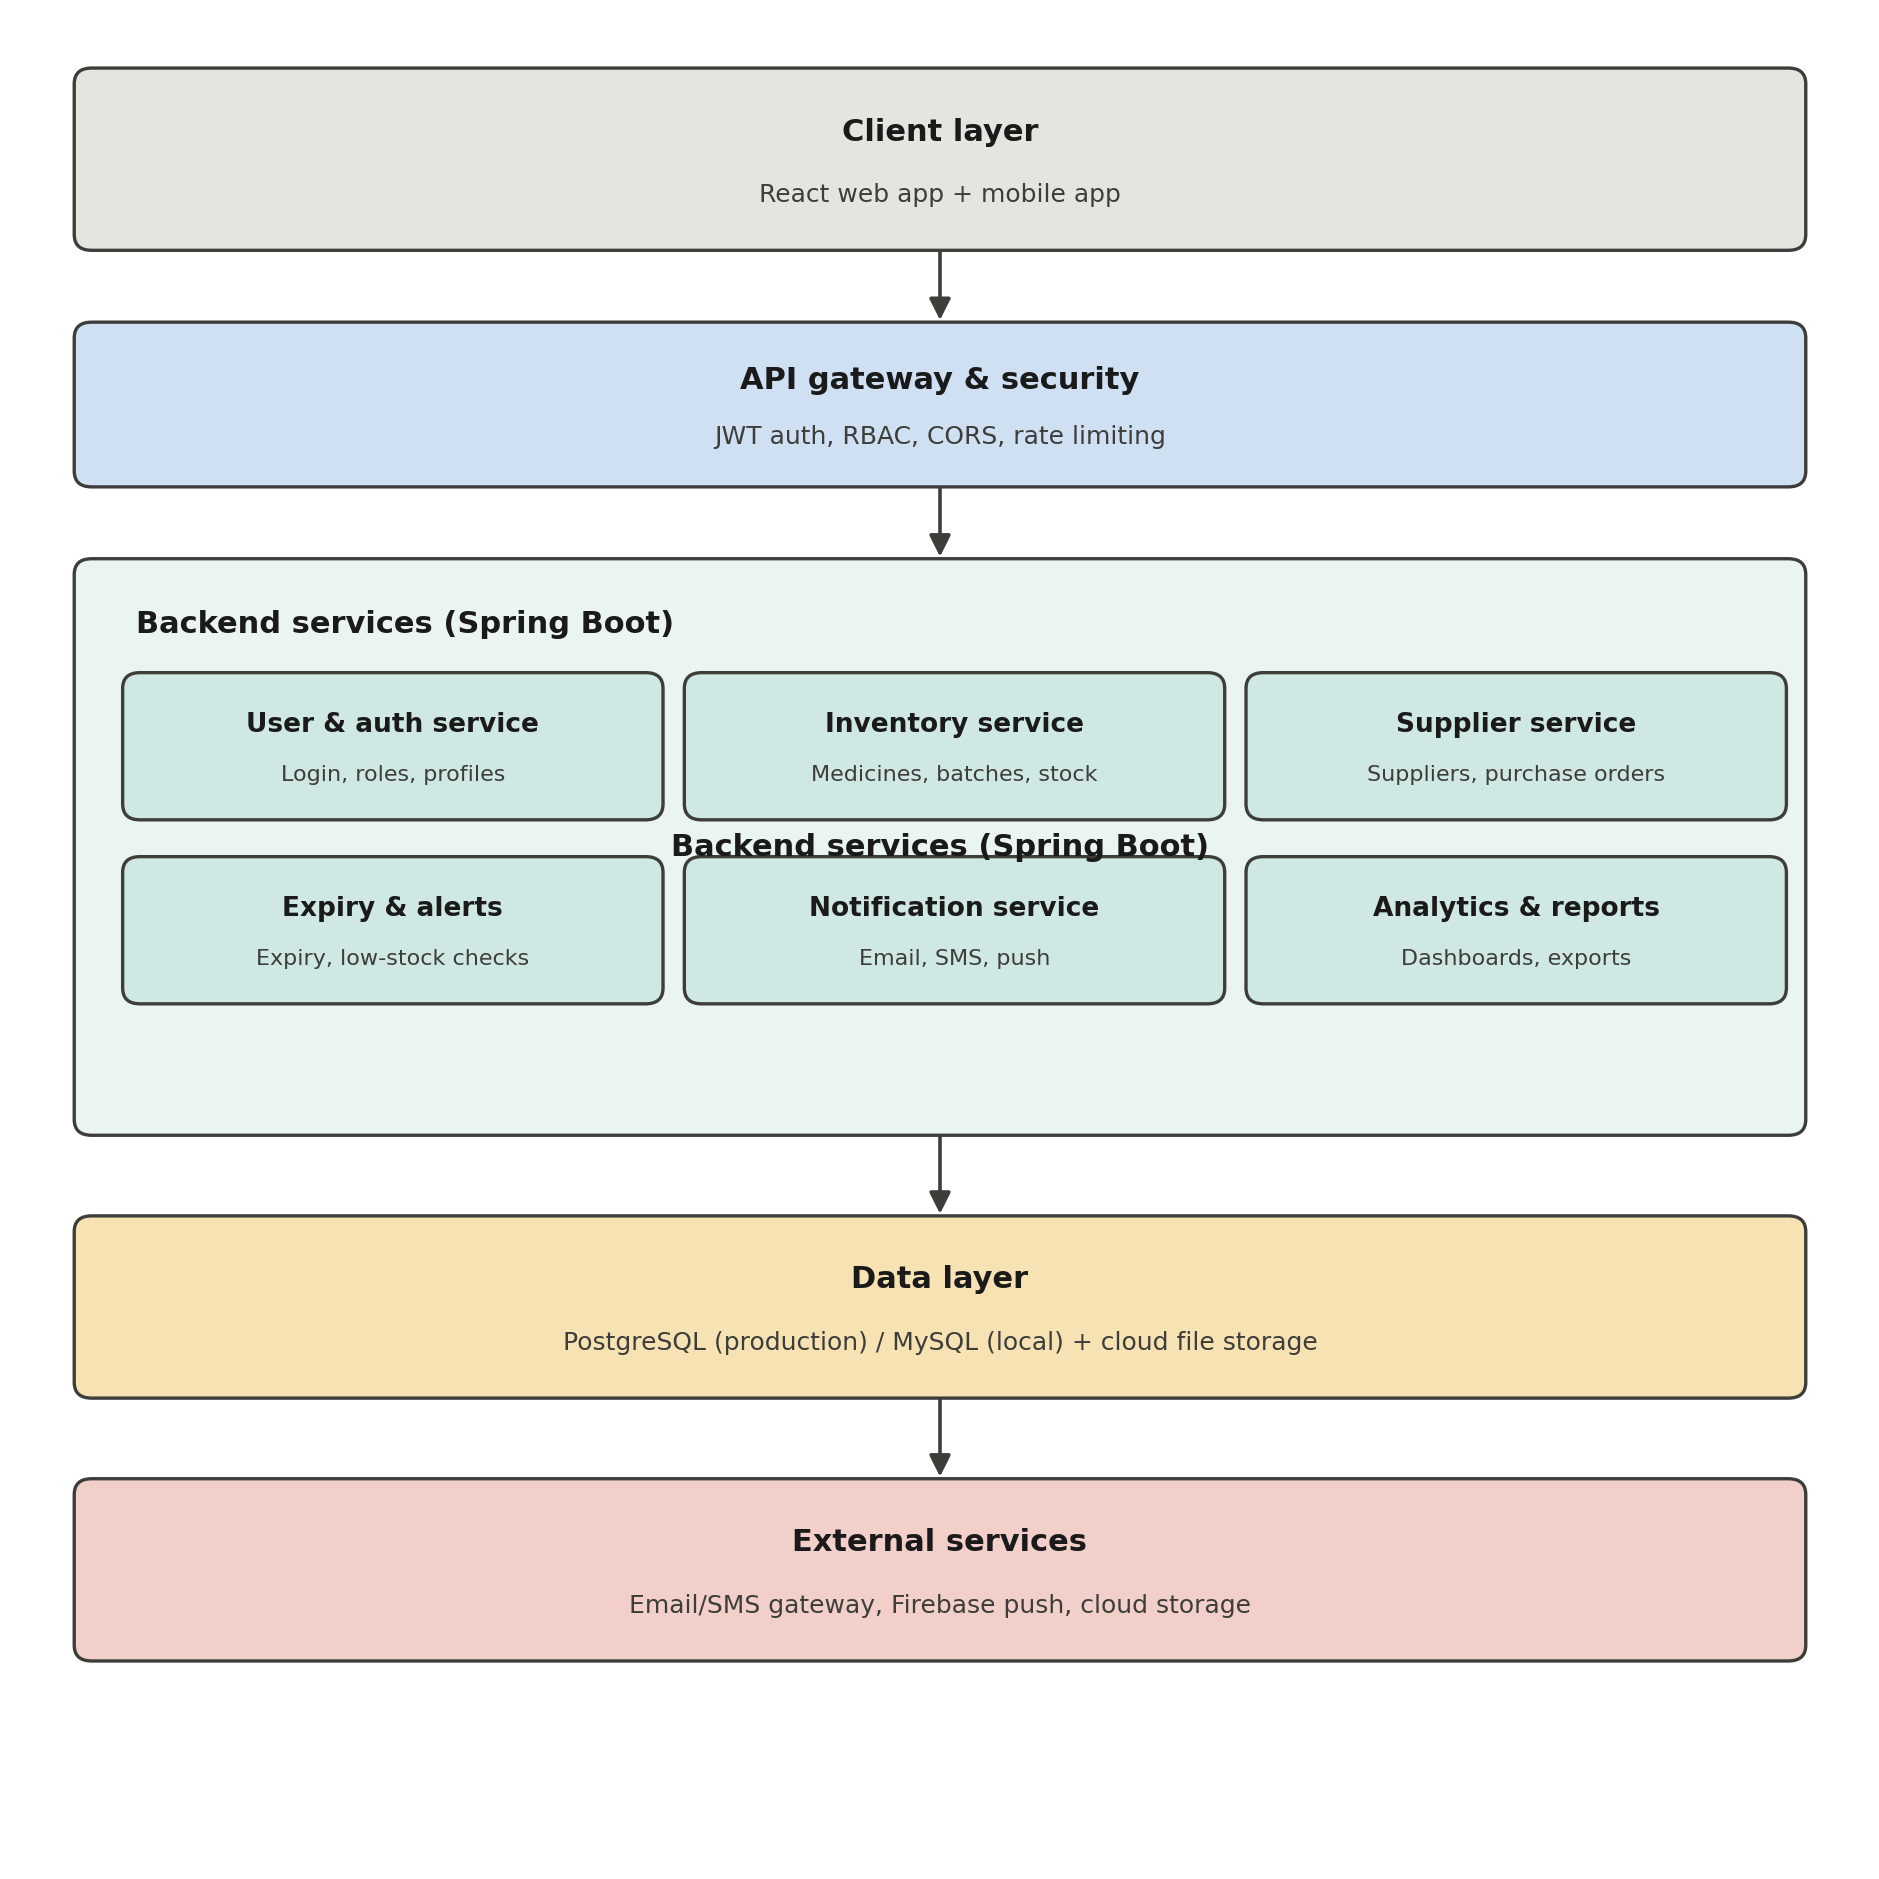 Client layer
React web app + mobile app
API gateway & security
JWT auth, RBAC, CORS, rate limiting
Backend services (Spring Boot)
User & auth service
Login, roles, profiles
Inventory service
Medicines, batches, stock
Supplier service
Suppliers, purchase orders
Backend services (Spring Boot)
Expiry & alerts
Expiry, low-stock checks
Notification service
Email, SMS, push
Analytics & reports
Dashboards, exports
Data layer
PostgreSQL (production) / MySQL (local) + cloud file storage
External services
Email/SMS gateway, Firebase push, cloud storage